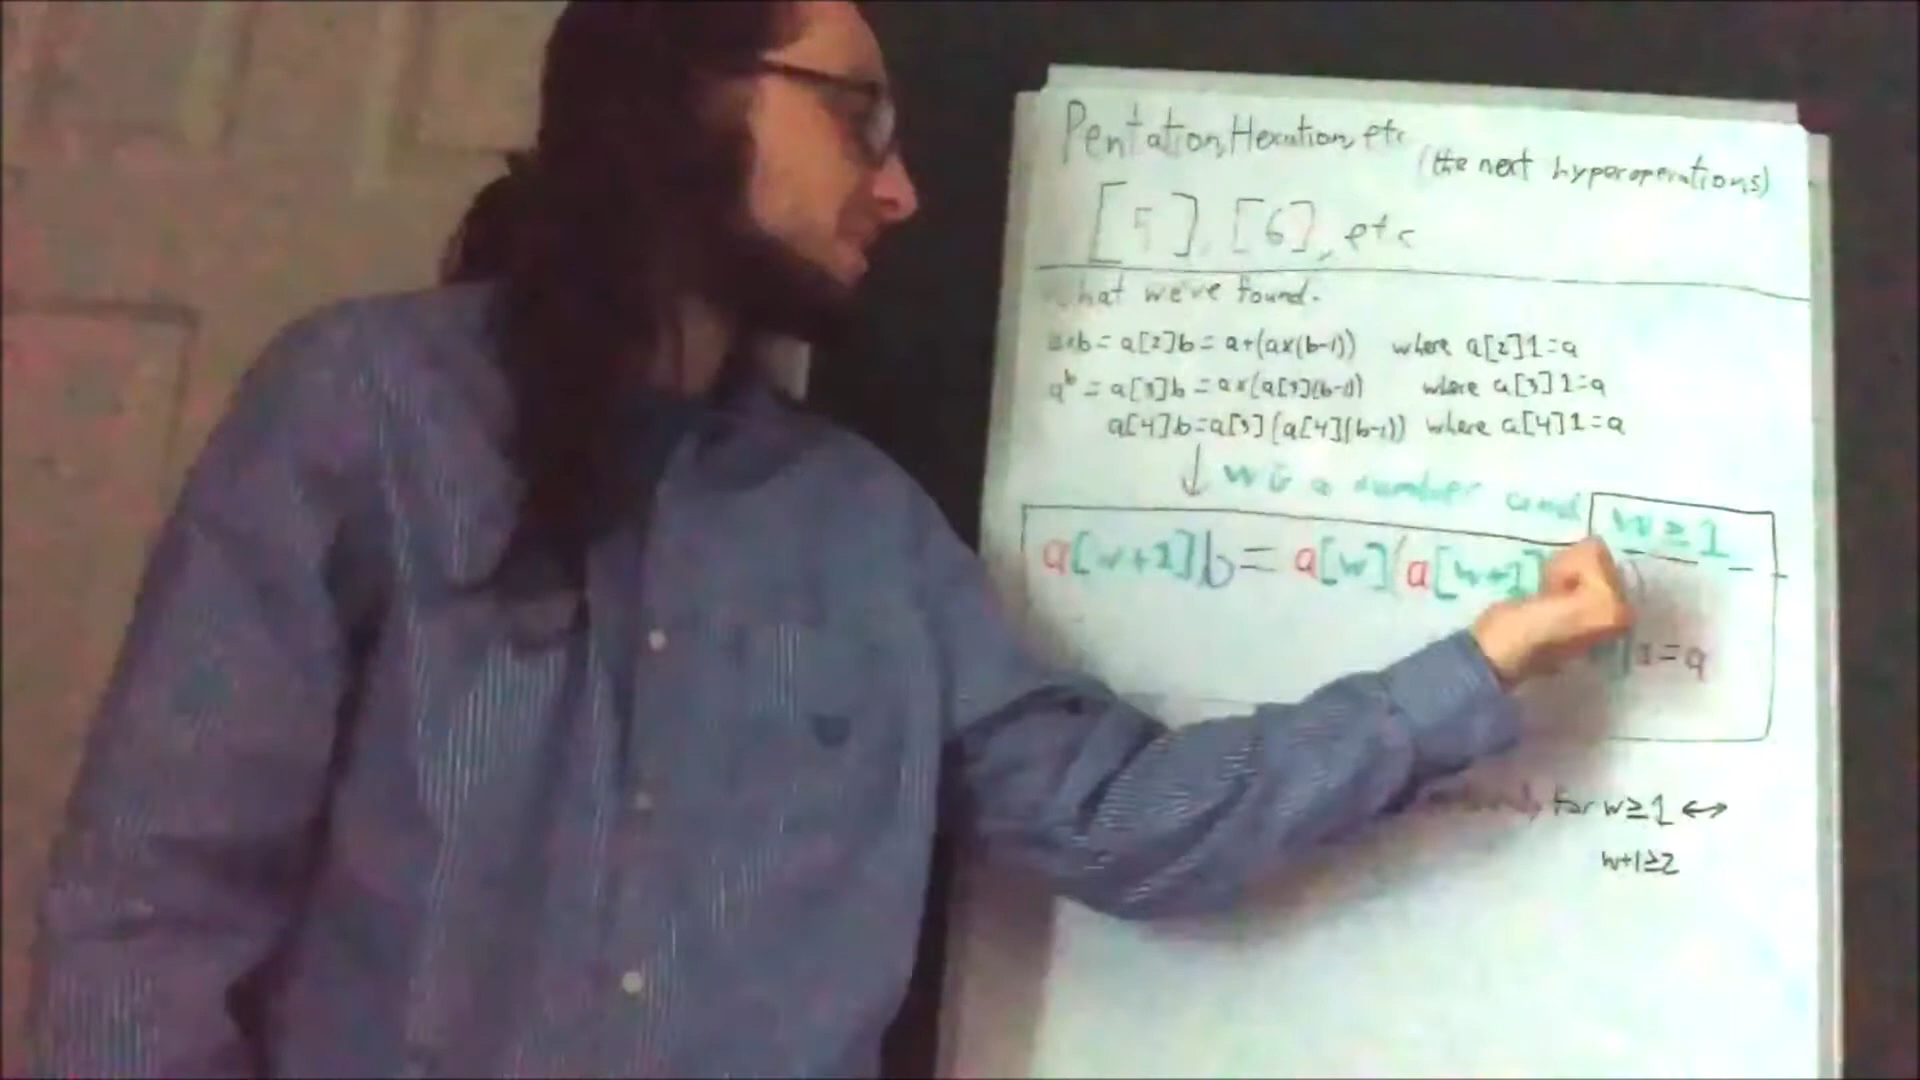 Pentation, Hexation, etc
(the next hyperoperations)
[5], [6], etc
what we've found.
a×b = a[2]b = a+(a×(b-1)) where a[2]1=a
a^b = a[3]b = a×(a[3](b-1)) where a[3]1=a
a[4]b=a[3](a[4](b-1)) where a[4]1=a
↓ w is a number and w≥1
a[w+1]b = a[w](a[w+1]
1=a
for w≥1 ↔
w+1≥2